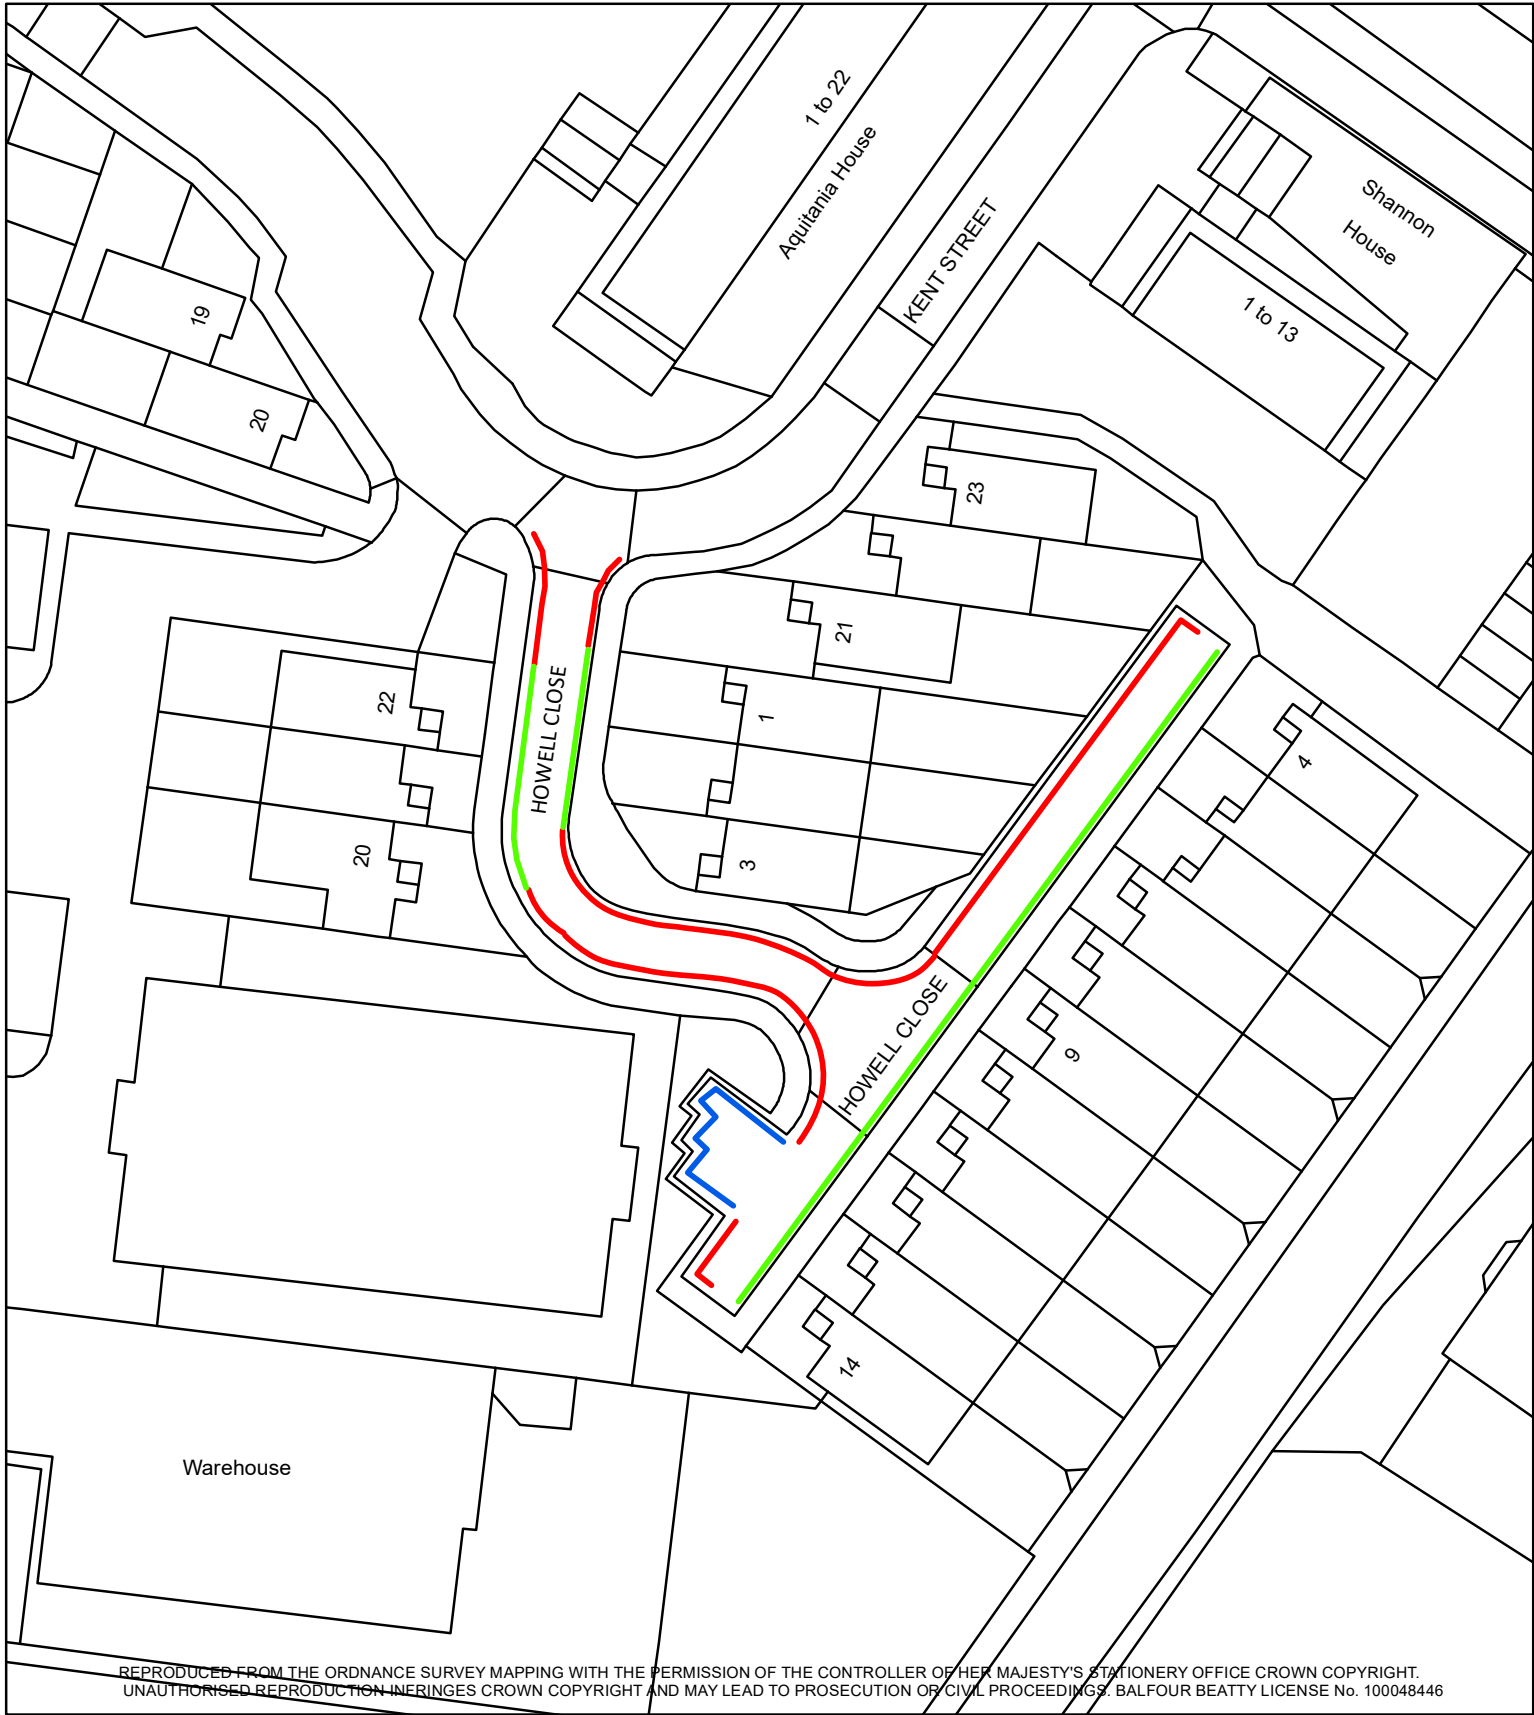 1 to 22
Aquitania House
KENT STREET
Shannon
House
1 to 13
19
20
23
21
22
HOWELL CLOSE
1
4
20
3
HOWELL CLOSE
9
14
Warehouse
REPRODUCED FROM THE ORDNANCE SURVEY MAPPING WITH THE PERMISSION OF THE CONTROLLER OF HER MAJESTY'S STATIONERY OFFICE CROWN COPYRIGHT.
UNAUTHORISED REPRODUCTION INFRINGES CROWN COPYRIGHT AND MAY LEAD TO PROSECUTION OR CIVIL PROCEEDINGS. BALFOUR BEATTY LICENSE No. 100048446